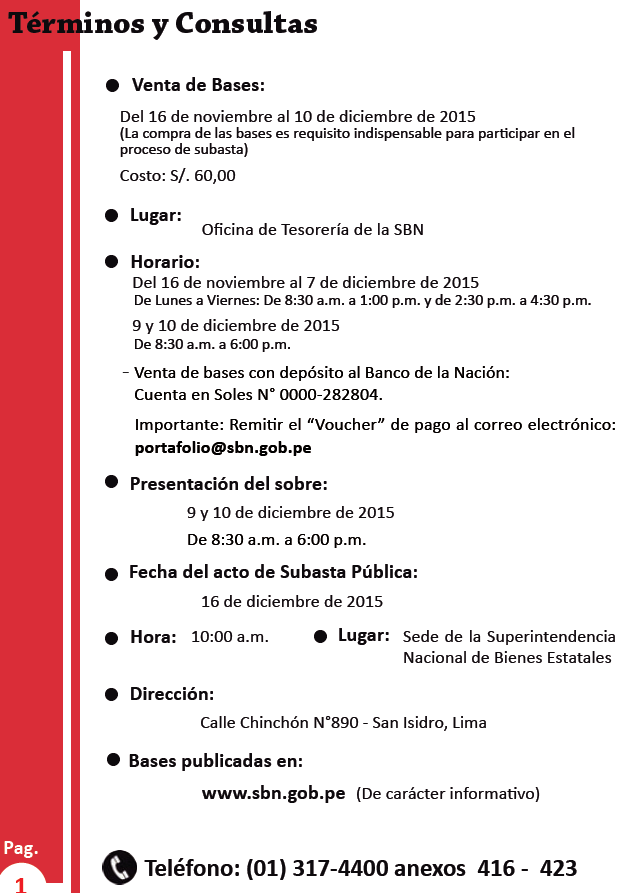 Términos y Consultas
Venta de Bases:
Del 16 de noviembre al 10 de diciembre de 2015
(La compra de las bases es requisito indispensable para participar en el
proceso de subasta)
Costo: S/. 60,00
Lugar:
Oficina de Tesorería de la SBN
Horario:
Del 16 de noviembre al 7 de diciembre de 2015
De Lunes a Viernes: De 8:30 a.m. a 1:00 p.m. y de 2:30 p.m. a 4:30 p.m.
9 y 10 de diciembre de 2015
De 8:30 a.m. a 6:00 p.m.
- Venta de bases con depósito al Banco de la Nación:
Cuenta en Soles N° 0000-282804.
Importante: Remitir el “Voucher” de pago al correo electrónico:
portafolio@sbn.gob.pe
Presentación del sobre:
9 y 10 de diciembre de 2015
De 8:30 a.m. a 6:00 p.m.
Fecha del acto de Subasta Pública:
16 de diciembre de 2015
Hora: 10:00 a.m.
Lugar: Sede de la Superintendencia
Nacional de Bienes Estatales
Dirección:
Calle Chinchón N°890 - San Isidro, Lima
Bases publicadas en:
www.sbn.gob.pe (De carácter informativo)
Teléfono: (01) 317-4400 anexos 416 - 423
Pag.
1